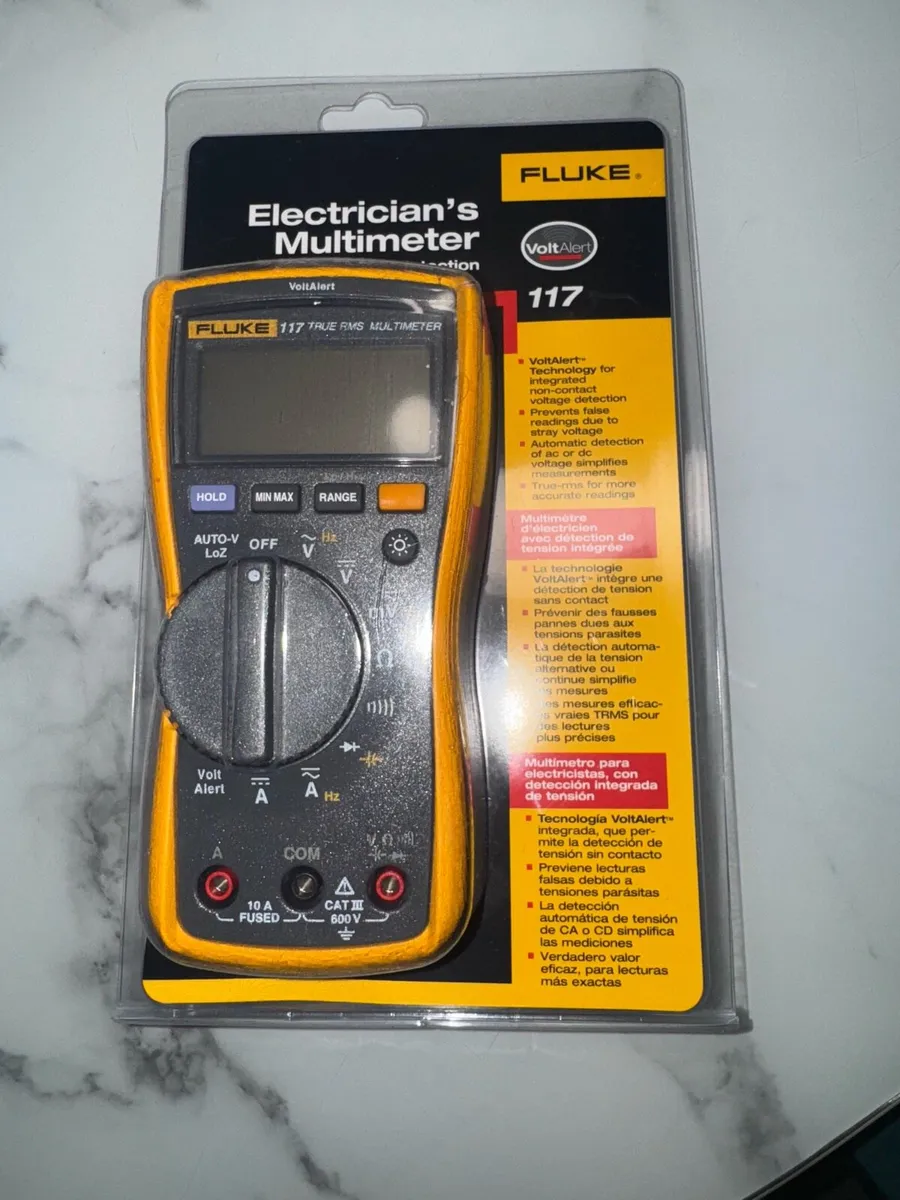 FLUKE®
Electrician's
Multimeter
VoltAlert
117
VoltAlert
FLUKE 117 TRUE RMS MULTIMETER
HOLD
MIN MAX
RANGE
AUTO-V
LoZ
OFF
~
V
Hz
V
mV
Ω
Volt
Alert
A
A
Hz
A
COM
V Ω
10 A
FUSED
CAT III
600 V
VoltAlert™
Technology for
integrated
non-contact
voltage detection
Prevents false
readings due to
stray voltage
Automatic detection
of ac or dc
voltage simplifies
measurements
True-rms for more
accurate readings
Multimètre
d'électricien
avec détection de
tension intégrée
La technologie
VoltAlert™ intègre une
détection de tension
sans contact
Prévenir des fausses
pannes dues aux
tensions parasites
La détection automa-
tique de la tension
alternative ou
continue simplifie
mesures
mesures efficac-
vraies TRMS pour
des lectures
plus précises
Multímetro para
electricistas, con
detección integrada
de tensión
Tecnología VoltAlert™
integrada, que per-
mite la detección de
tensión sin contacto
Previene lecturas
falsas debido a
tensiones parásitas
La detección
automática de tensión
de CA o CD simplifica
las mediciones
Verdadero valor
eficaz, para lecturas
más exactas